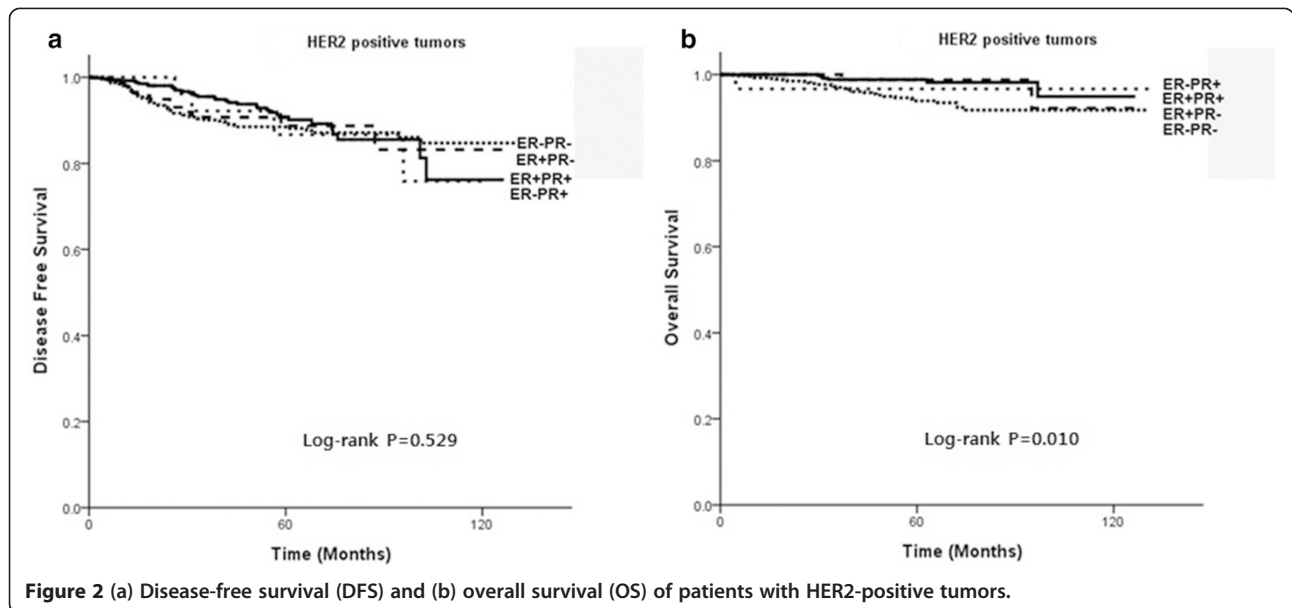 a
HER2 positive tumors
Disease Free Survival
1.0
0.8
0.6
0.4
0.2
0.0
ER-PR-
ER+PR-
ER+PR+
ER-PR+
Log-rank P=0.529
0
60
120
Time (Months)
b
HER2 positive tumors
Overall Survival
1.0
0.8
0.6
0.4
0.2
0.0
ER-PR+
ER+PR+
ER+PR-
ER-PR-
Log-rank P=0.010
0
60
120
Time (Months)
Figure 2 (a) Disease-free survival (DFS) and (b) overall survival (OS) of patients with HER2-positive tumors.